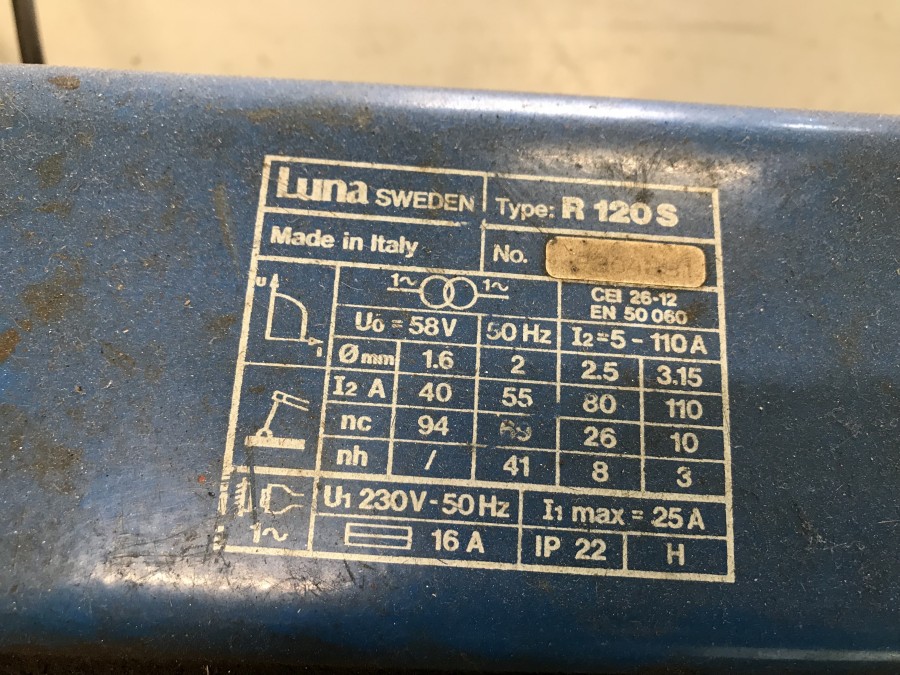 Luna SWEDEN Type: R 120 S
Made in Italy No.
1~ 1~ CEI 26-12
EN 50 060
U I
U0 = 58V 50 Hz I2=5 - 110 A
Ø mm 1.6 2 2.5 3.15
I2 A 40 55 80 110
nc 94 69 26 10
nh / 41 8 3
U1 230V - 50 Hz I1 max = 25 A
1~ 16 A IP 22 H